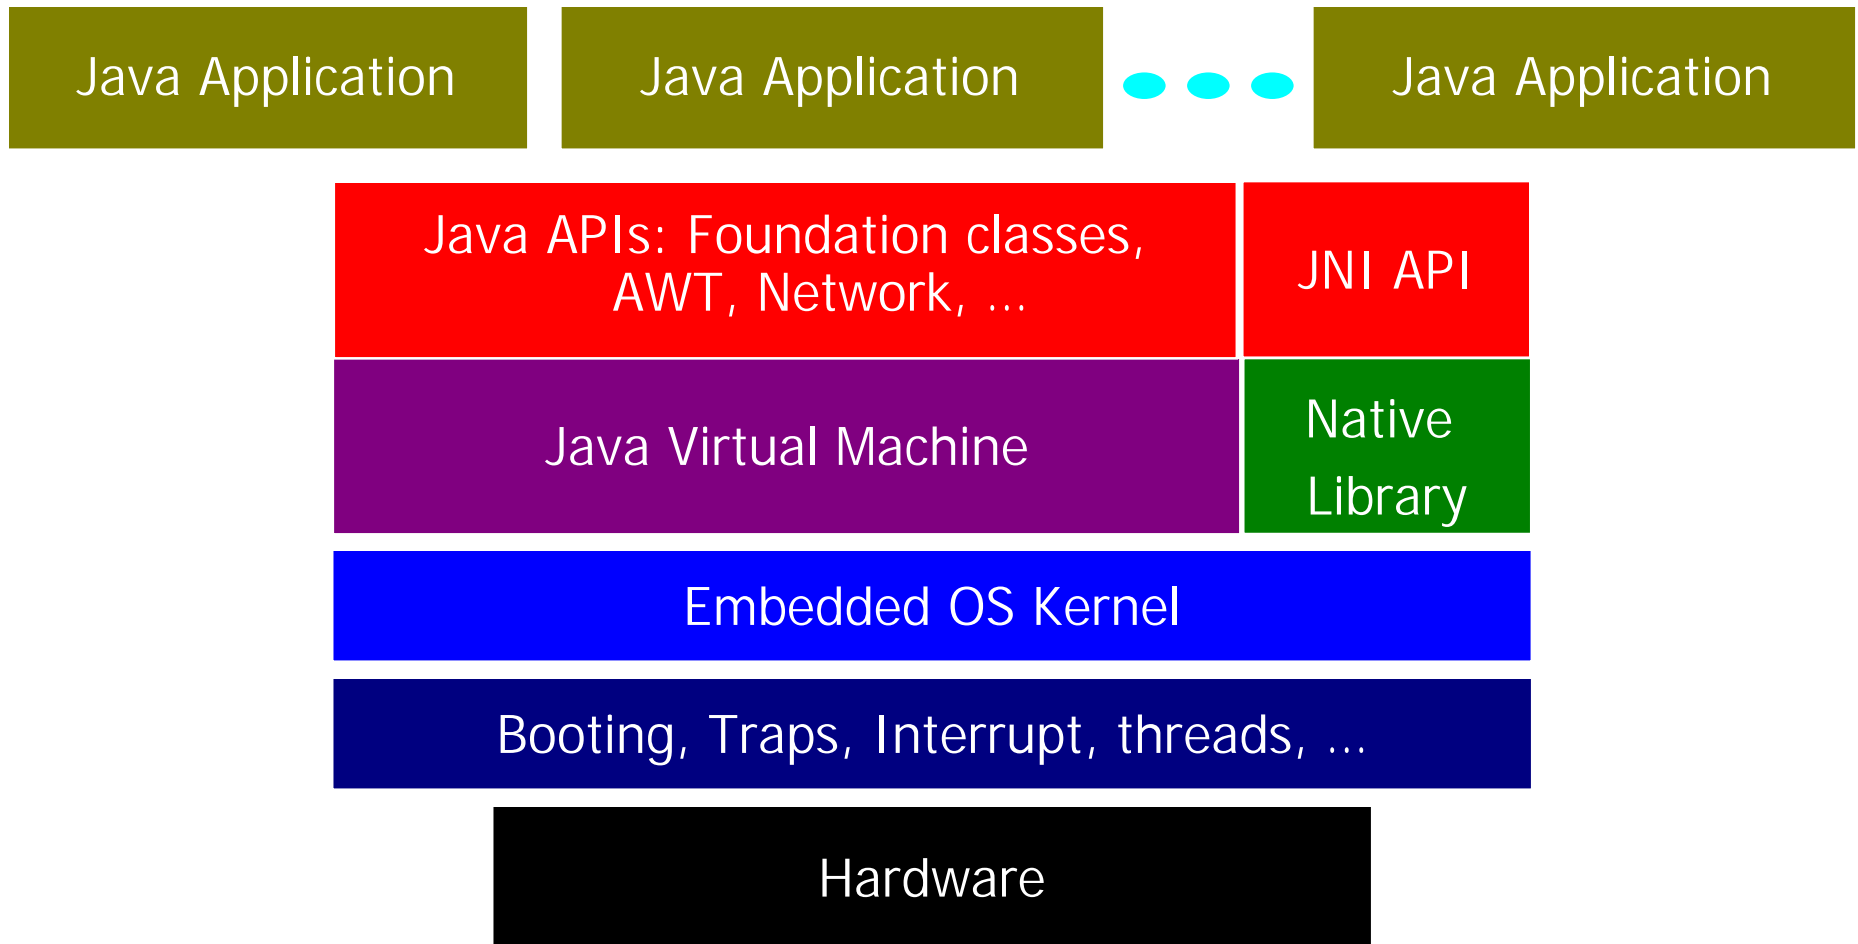 Java Application
Java Application
Java Application
Java APIs: Foundation classes,
AWT, Network, ...
JNI API
Java Virtual Machine
Native
Library
Embedded OS Kernel
Booting, Traps, Interrupt, threads, ...
Hardware